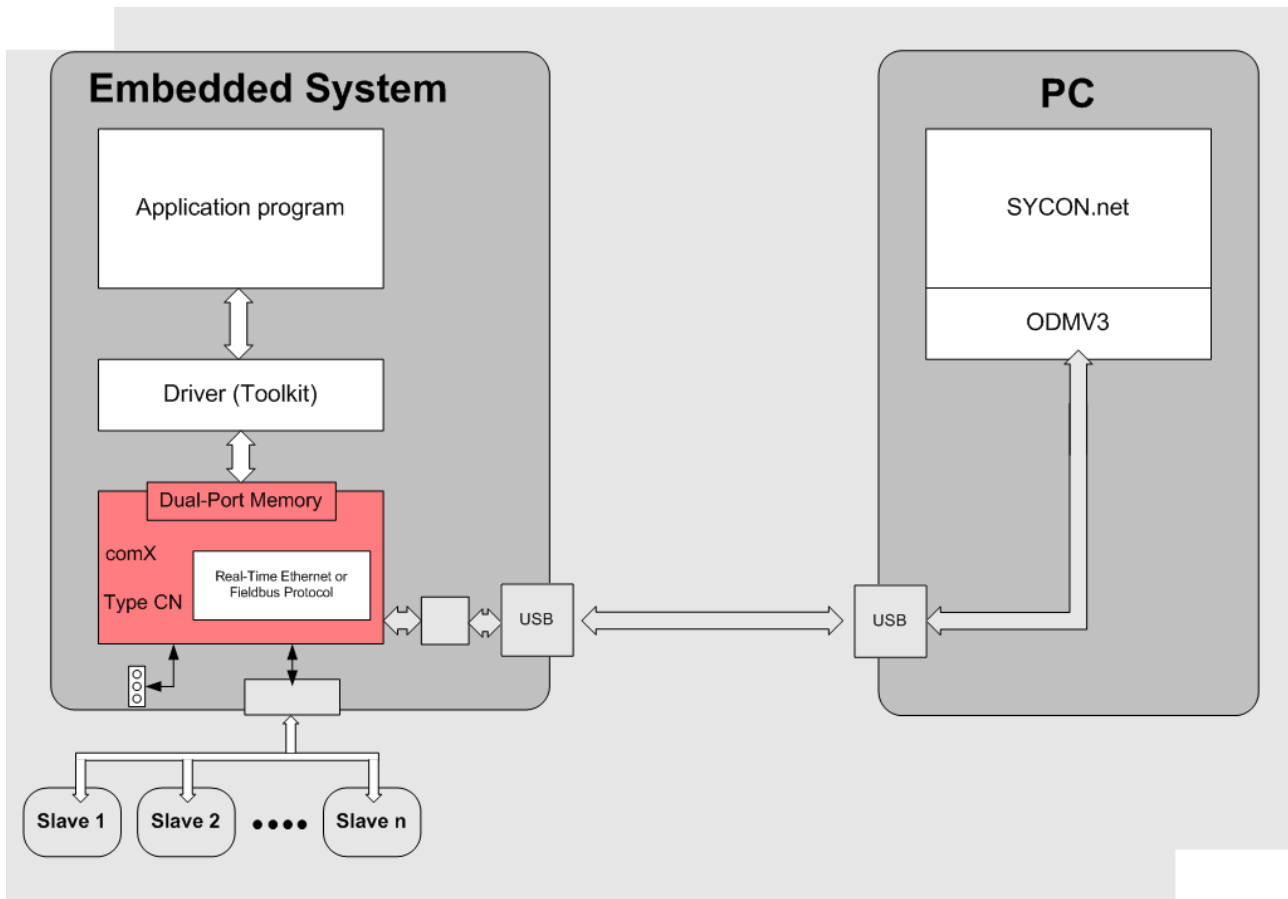 Embedded System
Application program
Driver (Toolkit)
Dual-Port Memory
comX
Type CN
Real-Time Ethernet or
Fieldbus Protocol
USB
Slave 1
Slave 2
Slave n
PC
SYCON.net
ODMV3
USB